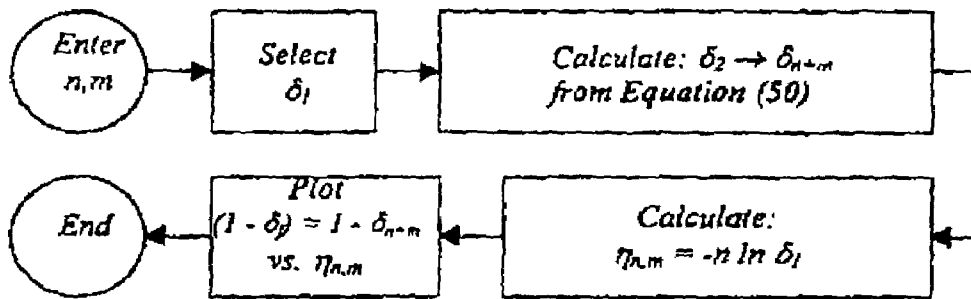 Enter
n,m
Select
δ₁
Calculate: δ₂ → δₙ₊ₘ
from Equation (50)
Calculate:
ηₙ,ₘ = -n ln δ₁
Plot
(1 - δ) = 1 - δₙ₊ₘ
vs. ηₙ,ₘ
End